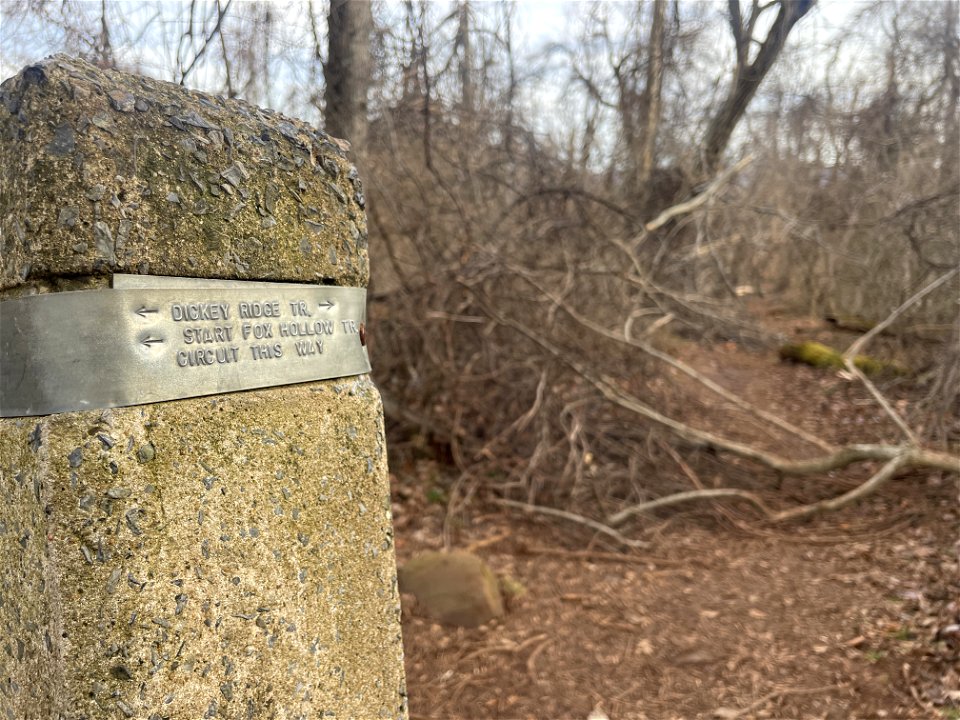 ← DICKEY RIDGE TR. →
← START FOX HOLLOW TR.
CIRCUIT THIS WAY